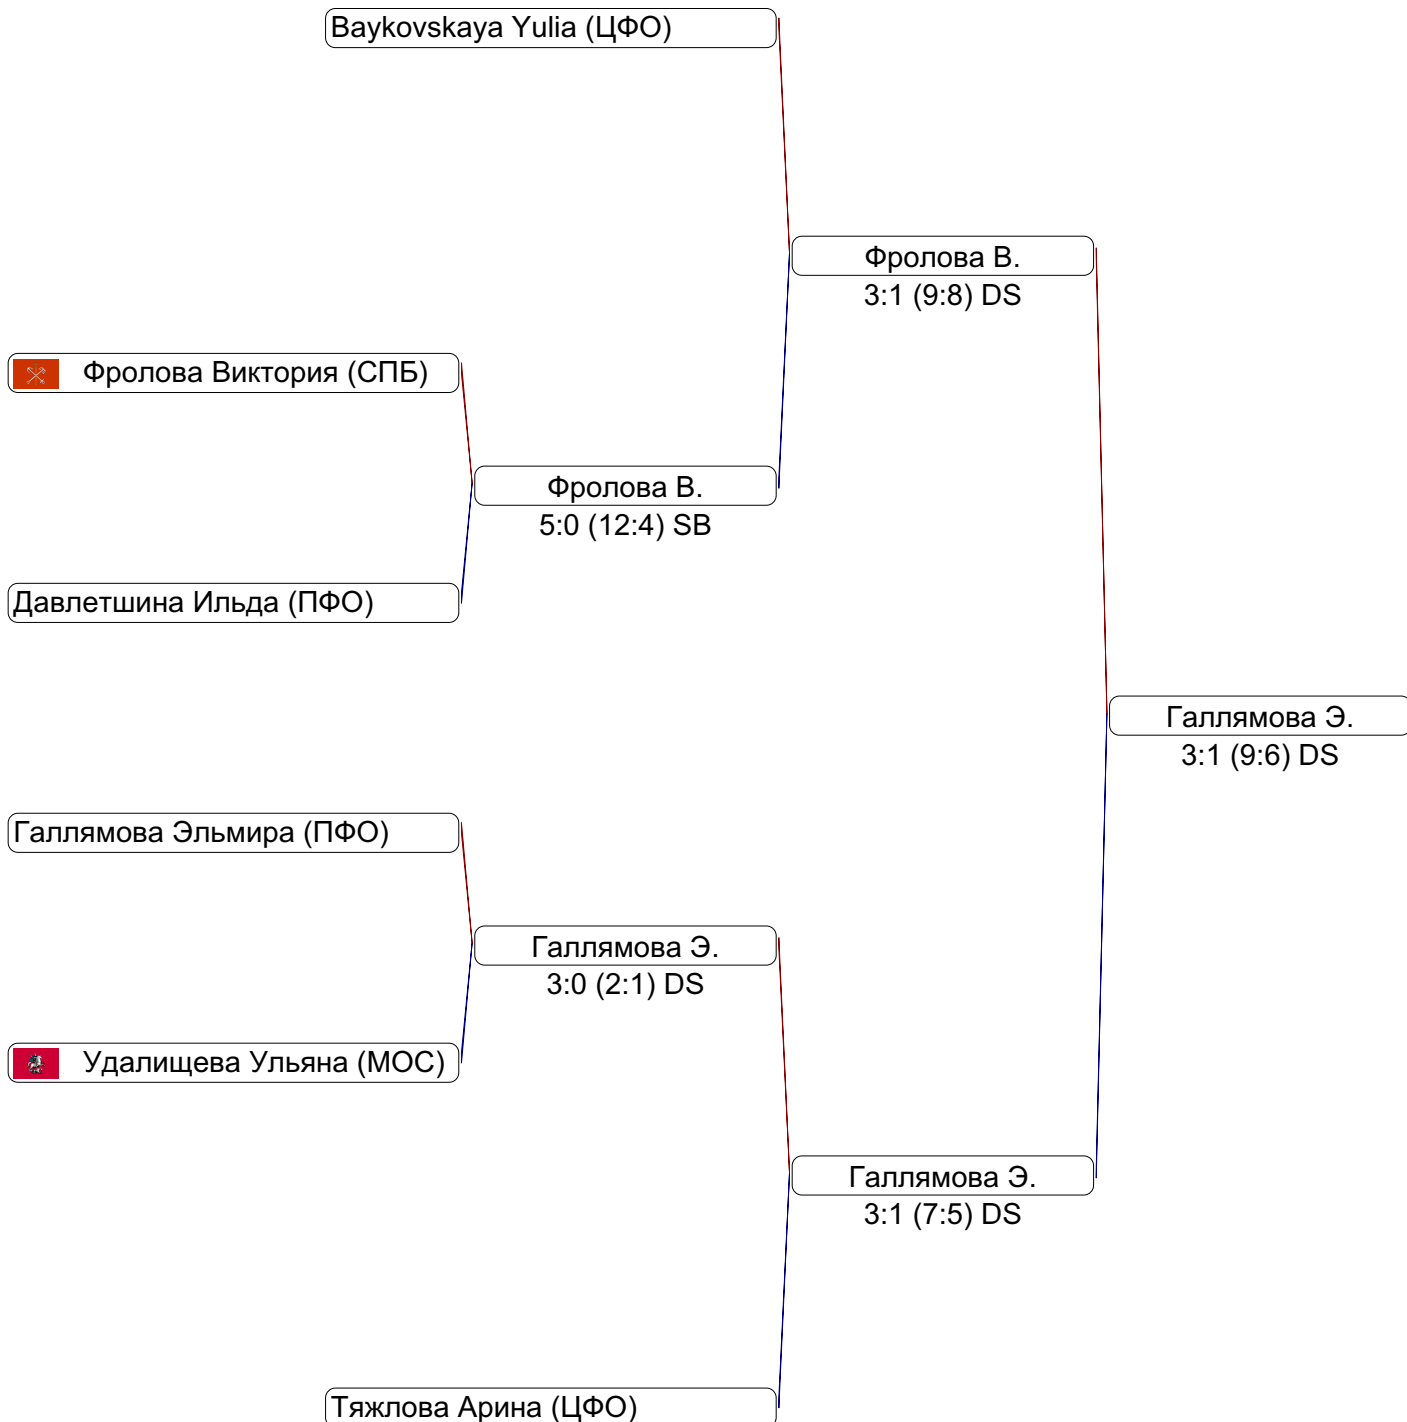 Baykovskaya Yulia (ЦФО)
Фролова В.
3:1 (9:8) DS
Фролова Виктория (СПБ)
Фролова В.
5:0 (12:4) SB
Давлетшина Ильда (ПФО)
Галлямова Э.
3:1 (9:6) DS
Галлямова Эльмира (ПФО)
Галлямова Э.
3:0 (2:1) DS
Удалищева Ульяна (МОС)
Галлямова Э.
3:1 (7:5) DS
Тяжлова Арина (ЦФО)